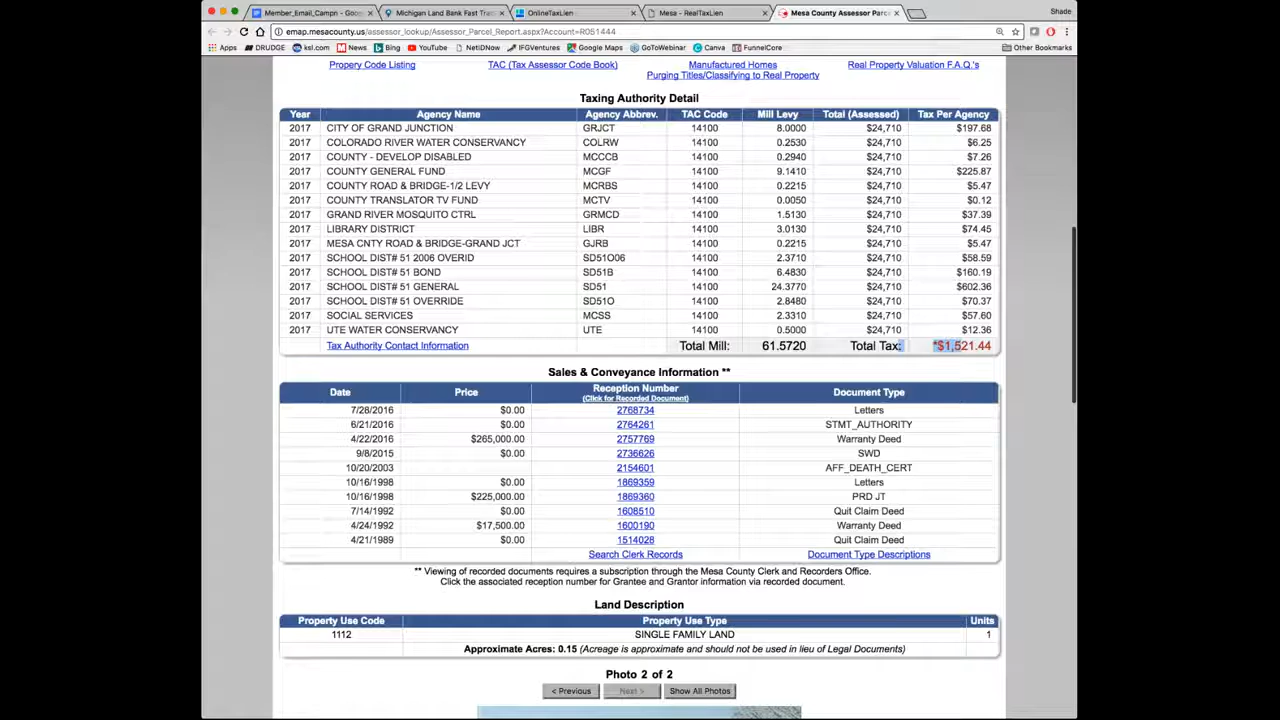 Member_Email_Campn - Goo
Michigan Land Bank Fast Tra
OnlineTaxLien
Mesa - RealTaxLien
Mesa County Assessor Parce
Shade
emap.mesacounty.us/assessor_lookup/Assessor_Parcel_Report.aspx?Account=R051444
Apps DRUDGE ksl.com News Bing YouTube NetIDNow IFGVentures Google Maps GoToWebinar Canva FunnelCore Other Bookmarks
Propery Code Listing TAC (Tax Assessor Code Book) Manufactured Homes Real Property Valuation F.A.Q.'s
Purging Titles/Classifying to Real Property
Taxing Authority Detail
Year Agency Name Agency Abbrev. TAC Code Mill Levy Total (Assessed) Tax Per Agency
2017 CITY OF GRAND JUNCTION GRJCT 14100 8.0000 $24,710 $197.68
2017 COLORADO RIVER WATER CONSERVANCY COLRW 14100 0.2530 $24,710 $6.25
2017 COUNTY - DEVELOP DISABLED MCCCB 14100 0.2940 $24,710 $7.26
2017 COUNTY GENERAL FUND MCGF 14100 9.1410 $24,710 $225.87
2017 COUNTY ROAD & BRIDGE-1/2 LEVY MCRBS 14100 0.2215 $24,710 $5.47
2017 COUNTY TRANSLATOR TV FUND MCTV 14100 0.0050 $24,710 $0.12
2017 GRAND RIVER MOSQUITO CTRL GRMCD 14100 1.5130 $24,710 $37.39
2017 LIBRARY DISTRICT LIBR 14100 3.0130 $24,710 $74.45
2017 MESA CNTY ROAD & BRIDGE-GRAND JCT GJRB 14100 0.2215 $24,710 $5.47
2017 SCHOOL DIST# 51 2006 OVERID SD51O06 14100 2.3710 $24,710 $58.59
2017 SCHOOL DIST# 51 BOND SD51B 14100 6.4830 $24,710 $160.19
2017 SCHOOL DIST# 51 GENERAL SD51 14100 24.3770 $24,710 $602.36
2017 SCHOOL DIST# 51 OVERRIDE SD51O 14100 2.8480 $24,710 $70.37
2017 SOCIAL SERVICES MCSS 14100 2.3310 $24,710 $57.60
2017 UTE WATER CONSERVANCY UTE 14100 0.5000 $24,710 $12.36
Tax Authority Contact Information Total Mill: 61.5720 Total Tax: *$1,521.44
Sales & Conveyance Information **
Date Price Reception Number Document Type
(Click for Recorded Document)
7/28/2016 $0.00 2768734 Letters
6/21/2016 $0.00 2764261 STMT_AUTHORITY
4/22/2016 $265,000.00 2757769 Warranty Deed
9/8/2015 $0.00 2736626 SWD
10/20/2003 2154601 AFF_DEATH_CERT
10/16/1998 $0.00 1869359 Letters
10/16/1998 $225,000.00 1869360 PRD JT
7/14/1992 $0.00 1608510 Quit Claim Deed
4/24/1992 $17,500.00 1600190 Warranty Deed
4/21/1989 $0.00 1514028 Quit Claim Deed
Search Clerk Records Document Type Descriptions
** Viewing of recorded documents requires a subscription through the Mesa County Clerk and Recorders Office.
Click the associated reception number for Grantee and Grantor information via recorded document.
Land Description
Property Use Code Property Use Type Units
1112 SINGLE FAMILY LAND 1
Approximate Acres: 0.15 (Acreage is approximate and should not be used in lieu of Legal Documents)
Photo 2 of 2
< Previous Next > Show All Photos